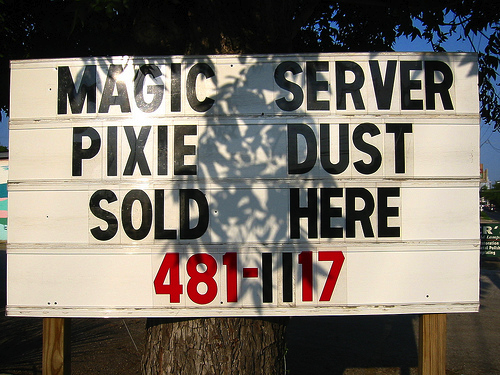 MAGIC SERVER
PIXIE DUST
SOLD HERE
481-1117